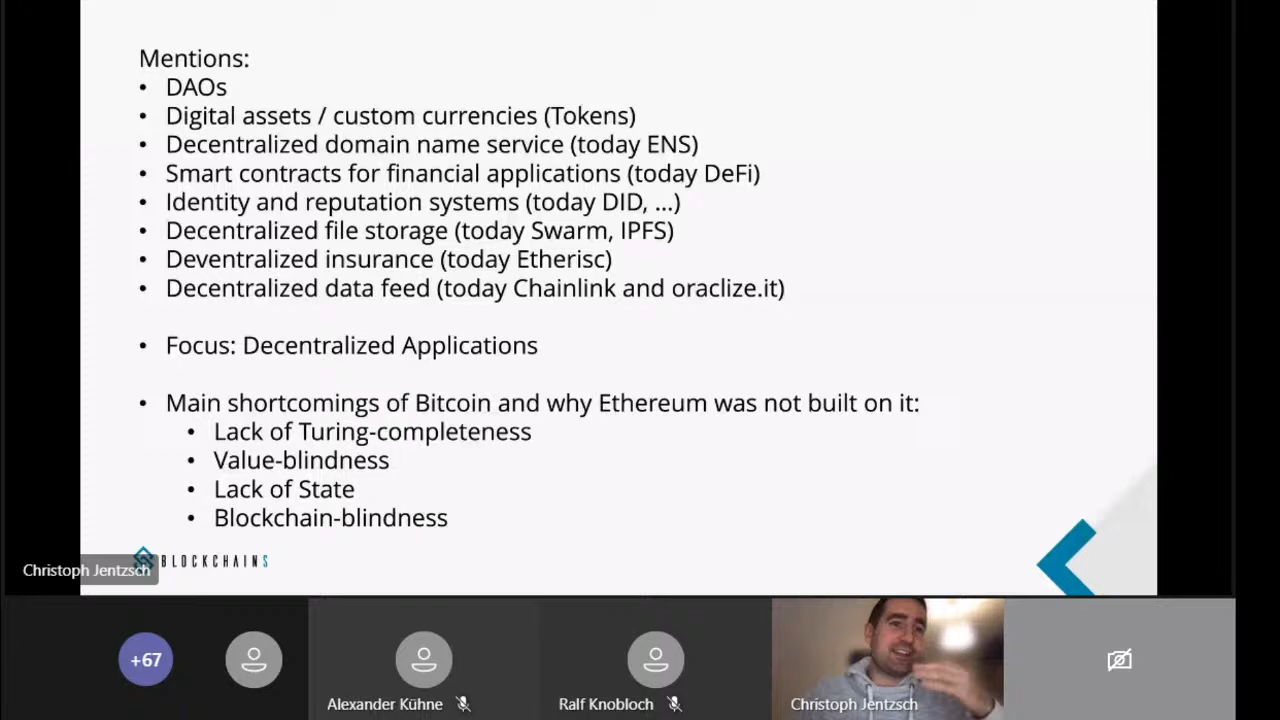 Mentions:
• DAOs
• Digital assets / custom currencies (Tokens)
• Decentralized domain name service (today ENS)
• Smart contracts for financial applications (today DeFi)
• Identity and reputation systems (today DID, ...)
• Decentralized file storage (today Swarm, IPFS)
• Deventralized insurance (today Etherisc)
• Decentralized data feed (today Chainlink and oraclize.it)
• Focus: Decentralized Applications
• Main shortcomings of Bitcoin and why Ethereum was not built on it:
• Lack of Turing-completeness
• Value-blindness
• Lack of State
• Blockchain-blindness
BLOCKCHAINS
Christoph Jentzsch
+67
Alexander Kühne
Ralf Knobloch
Christoph Jentzsch